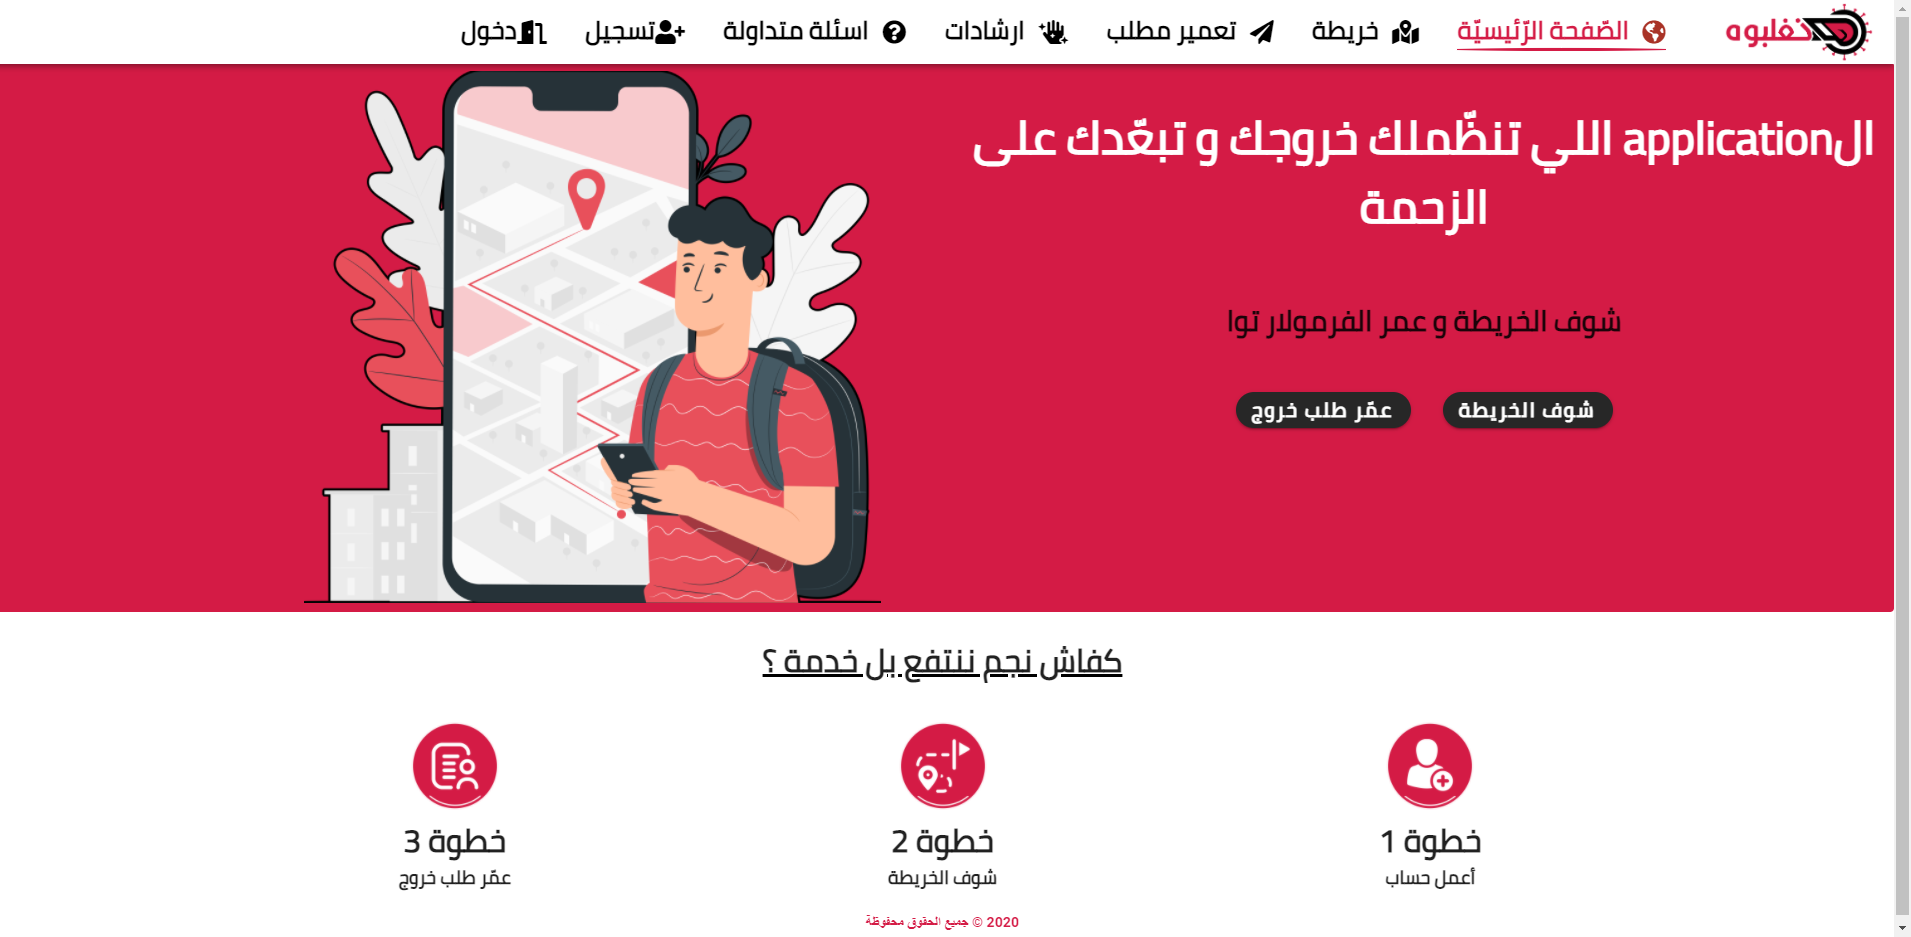 تغلبوه
الصّفحة الرّئيسيّة
خريطة
تعمير مطلب
ارشادات
اسئلة متداولة
تسجيل
دخول
الapplication اللي تنظّملك خروجك و تبعّدك على
الزحمة
شوف الخريطة و عمر الفرمولار توا
شوف الخريطة
عمّر طلب خروج
كفاش نجم ننتفع بل خدمة ؟
خطوة 1
أعمل حساب
خطوة 2
شوف الخريطة
خطوة 3
عمّر طلب خروج
2020 © جميع الحقوق محفوظة